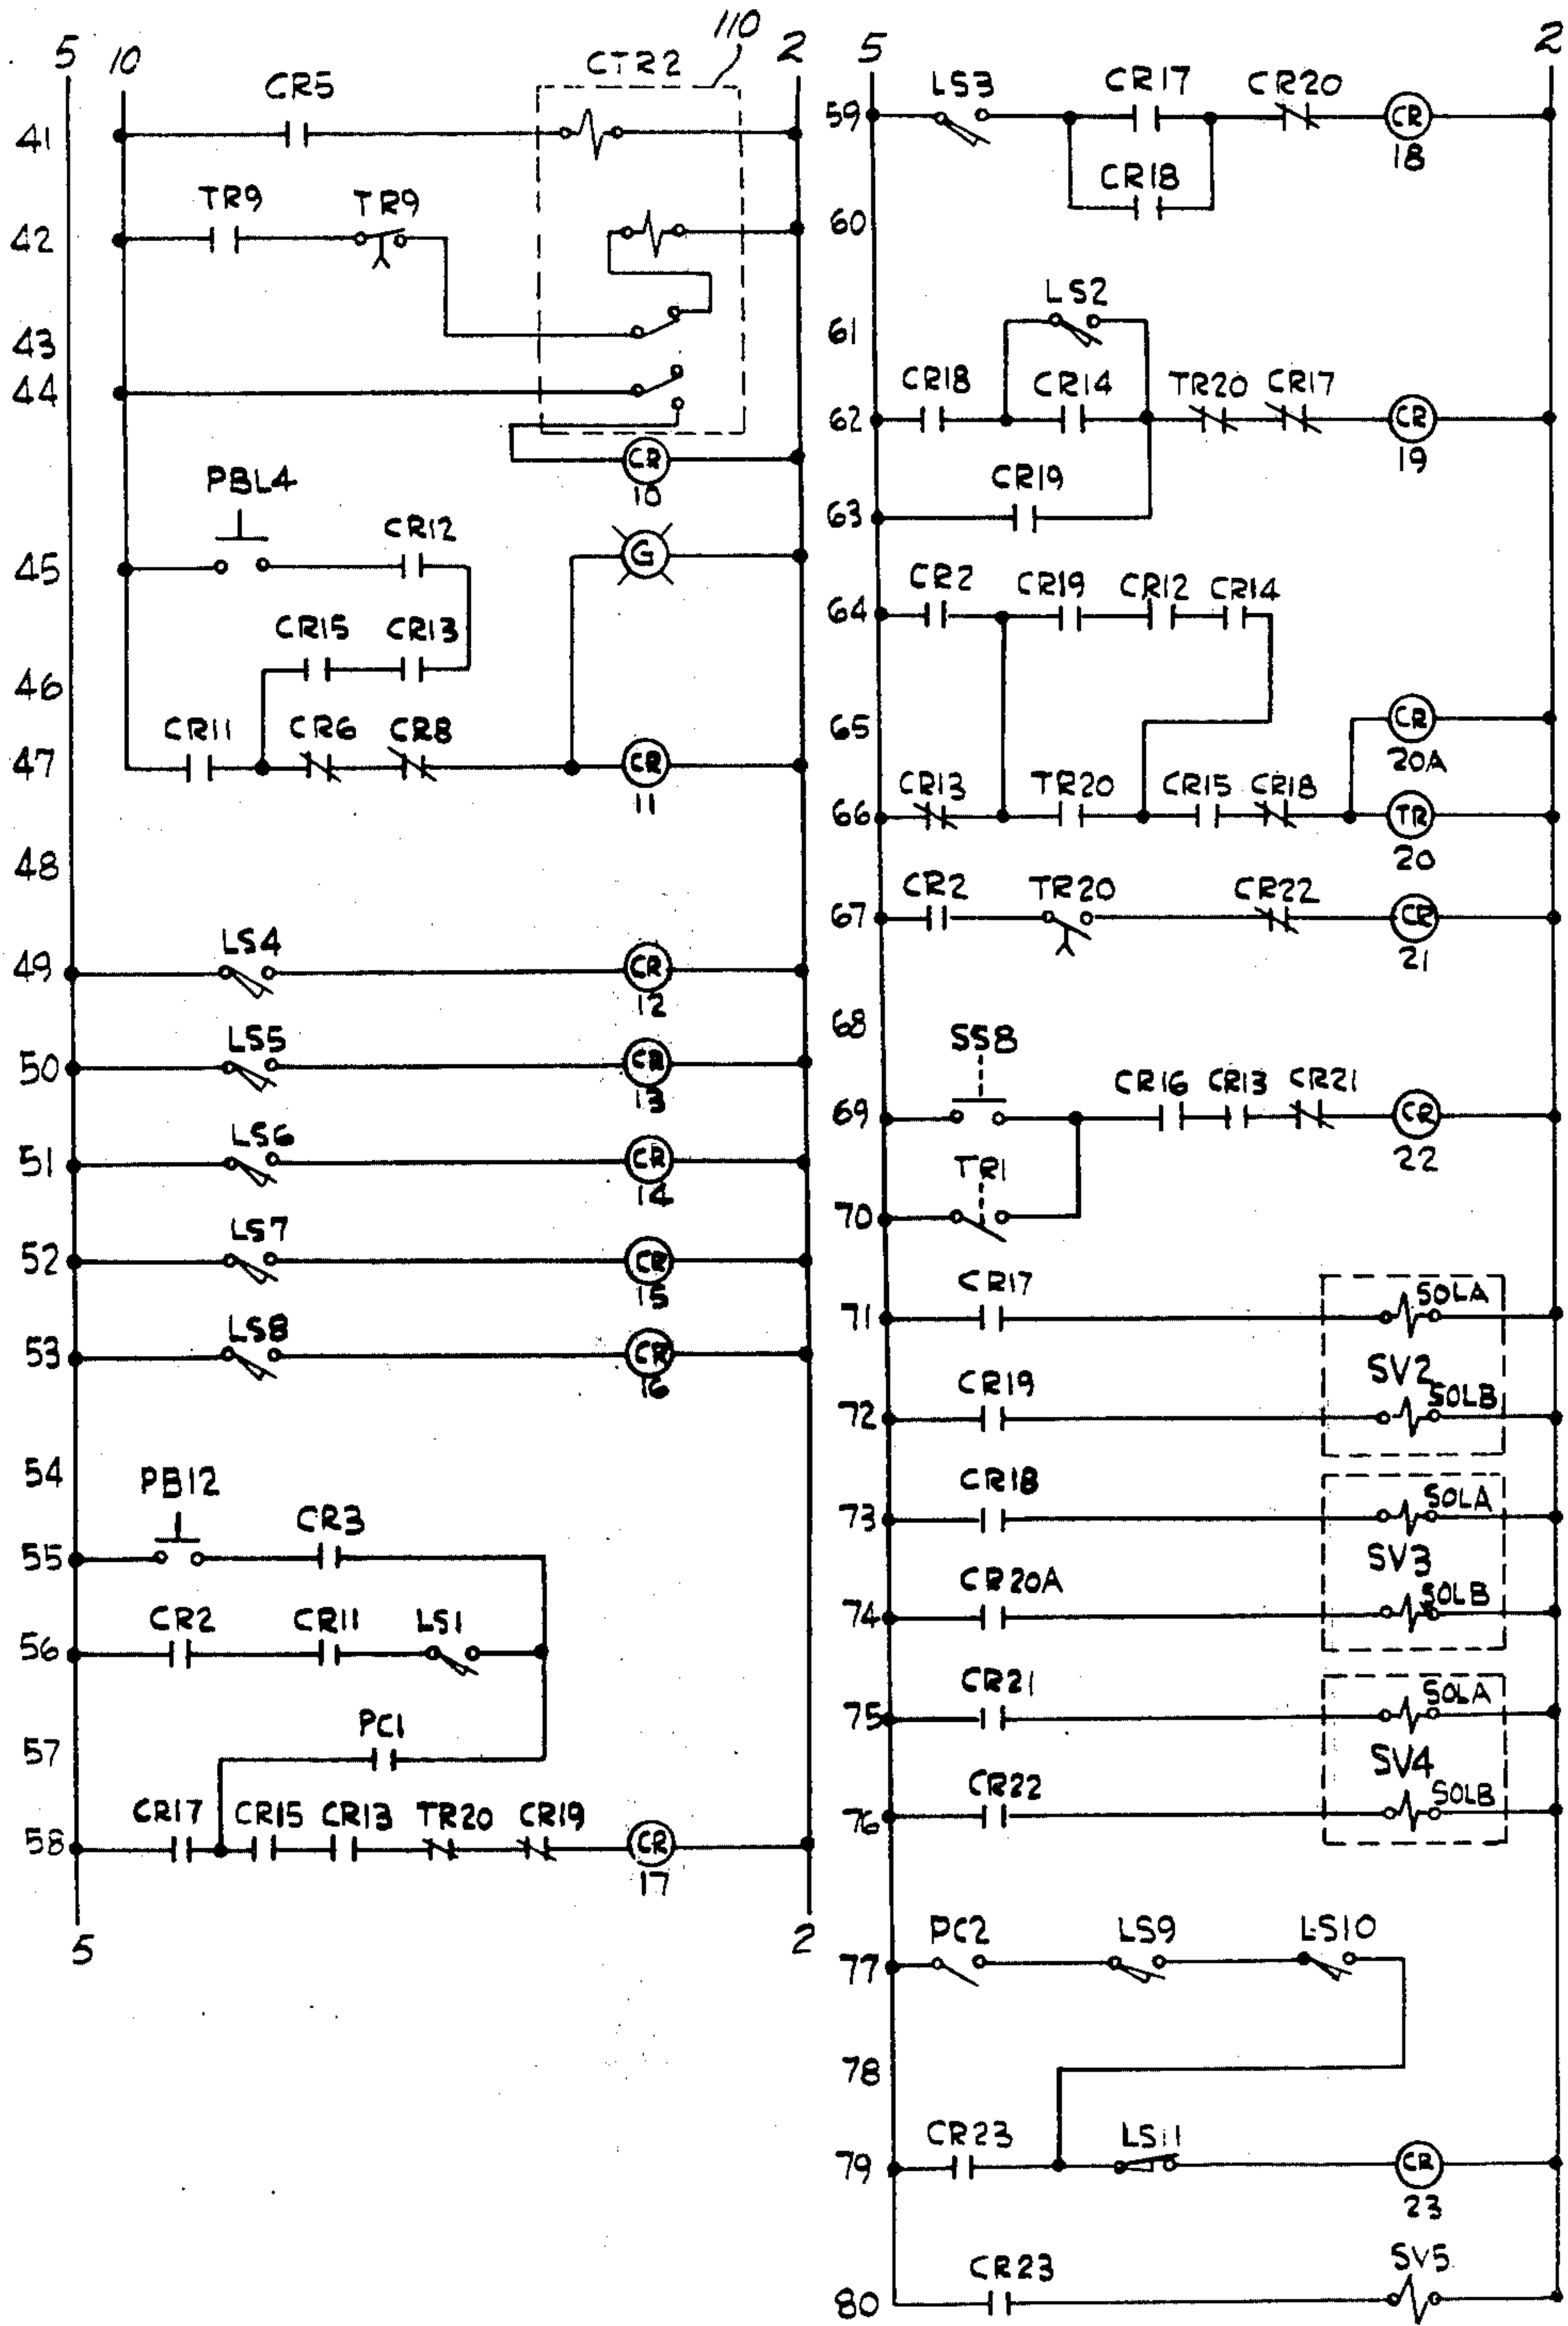 110
5 10 CTR2 2
CR5
41
TR9 TR9
42
43
44
CR
10
PBL4
CR12
G
45
CR15 CR13
46
CR11 CR6 CR8
47 CR
11
48
LS4
49 CR
12
LS5
50 CR
13
LS6
51 CR
14
LS7
52 CR
15
LS8
53 CR
16
54
PB12
CR3
55
CR2 CR11 LS1
56
PC1
57
CR17 CR15 CR13 TR20 CR19
58 CR
17
5 2
5 2
LS3 CR17 CR20
59 CR
18
CR18
60
LS2
61
CR18 CR14 TR20 CR17
62 CR
19
CR19
63
CR2 CR19 CR12 CR14
64
65 CR
20A
CR13 TR20 CR15 CR18
66 TR
20
CR2 TR20 CR22
67 CR
21
68
SS8
CR16 CR13 CR21
69 CR
22
TR1
70
CR17 SOLA
71
SV2
CR19 SOLB
72
CR18 SOLA
73
SV3
CR20A SOLB
74
CR21 SOLA
75
SV4
CR22 SOLB
76
PC2 LS9 LS10
77
78
CR23 LS11
79 CR
23
CR23 SV5
80